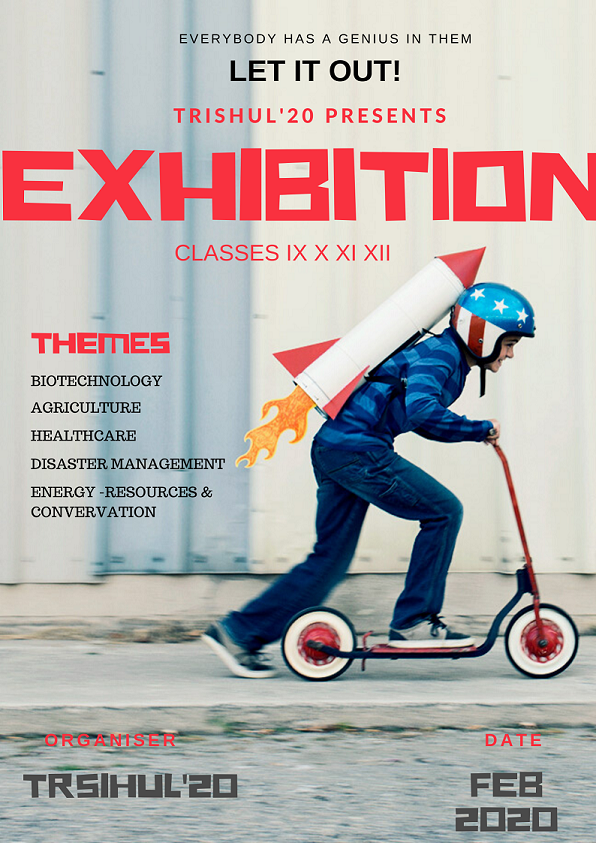 EVERYBODY HAS A GENIUS IN THEM
LET IT OUT!
TRISHUL'20 PRESENTS
EXHIBITION
CLASSES IX X XI XII
THEMES
BIOTECHNOLOGY
AGRICULTURE
HEALTHCARE
DISASTER MANAGEMENT
ENERGY -RESOURCES &
CONVERVATION
ORGANISER
TRSIHUL'20
DATE
FEB
2020